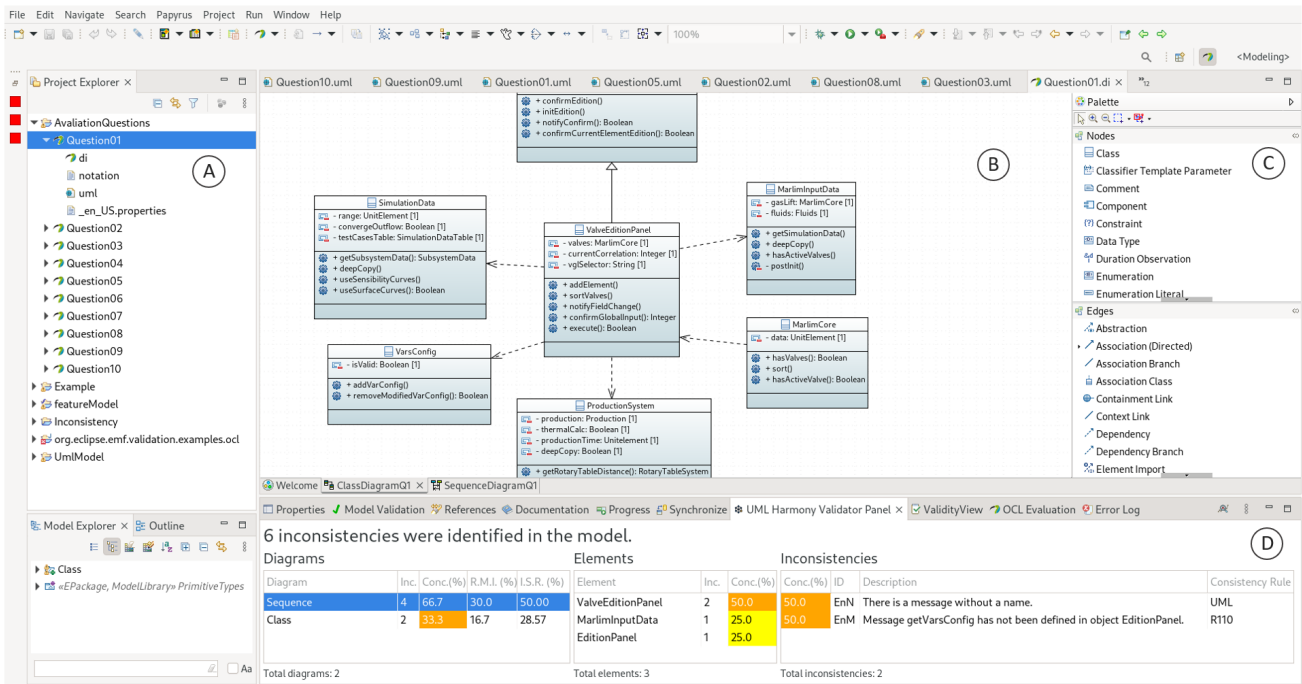 File Edit Navigate Search Papyrus Project Run Window Help
100%
<Modeling>
Project Explorer
AvaliationQuestions
Question01
di
notation
uml
_en_US.properties
Question02
Question03
Question04
Question05
Question06
Question07
Question08
Question09
Question10
Example
featureModel
Inconsistency
org.eclipse.emf.validation.examples.ocl
UmlModel
A
Question10.uml Question09.uml Question01.uml Question05.uml Question02.uml Question08.uml Question03.uml Question01.di 12
+ confirmEdition()
+ initEdition()
+ notifyConfirm(): Boolean
+ confirmCurrentElementEdition(): Boolean
B
SimulationData
- range: UnitElement [1]
- convergeOutflow: Boolean [1]
- testCasesTable: SimulationDataTable [1]
+ getSubsystemData(): SubsystemData
+ deepCopy()
+ useSensibilityCurves()
+ useSurfaceCurves(): Boolean
ValveEditionPanel
- valves: MarlimCore [1]
- currentCorrelation: Integer [1]
- vglSelector: String [1]
+ addElement()
+ sortValves()
+ notifyFieldChange()
+ confirmGlobalInput(): Integer
+ execute(): Boolean
MarlimInputData
- gasLift: MarlimCore [1]
- fluids: Fluids [1]
+ getSimulationData()
+ deepCopy()
+ hasActiveValves()
- postInit()
VarsConfig
- isValid: Boolean [1]
+ addVarConfig()
+ removeModifiedVarConfig(): Boolean
MarlimCore
- data: UnitElement [1]
+ hasValves(): Boolean
+ sort()
+ hasActiveValve(): Boolean
ProductionSystem
- production: Production [1]
- thermalCalc: Boolean [1]
- productionTime: Unitelement [1]
- deepCopy: Boolean [1]
+ getRotaryTableDistance(): RotaryTableSystem
Welcome ClassDiagramQ1 SequenceDiagramQ1
Palette
Nodes
Class
Classifier Template Parameter
Comment
Component
Constraint
Data Type
Duration Observation
Enumeration
Enumeration Literal
C
Edges
Abstraction
Association (Directed)
Association Branch
Association Class
Containment Link
Context Link
Dependency
Dependency Branch
Element Import
Model Explorer Outline
Class
«EPackage, ModelLibrary» PrimitiveTypes
Aa
Properties Model Validation References Documentation Progress Synchronize UML Harmony Validator Panel ValidityView OCL Evaluation Error Log
6 inconsistencies were identified in the model.
D
Diagrams Elements Inconsistencies
Diagram Inc. Conc.(%) R.M.I. (%) I.S.R. (%) Element Inc. Conc.(%) Conc.(%) ID Description Consistency Rule
Sequence 4 66.7 30.0 50.00 ValveEditionPanel 2 50.0 50.0 EnN There is a message without a name. UML
Class 2 33.3 16.7 28.57 MarlimInputData 1 25.0 50.0 EnM Message getVarsConfig has not been defined in object EditionPanel. R110
EditionPanel 1 25.0
Total diagrams: 2 Total elements: 3 Total inconsistencies: 2